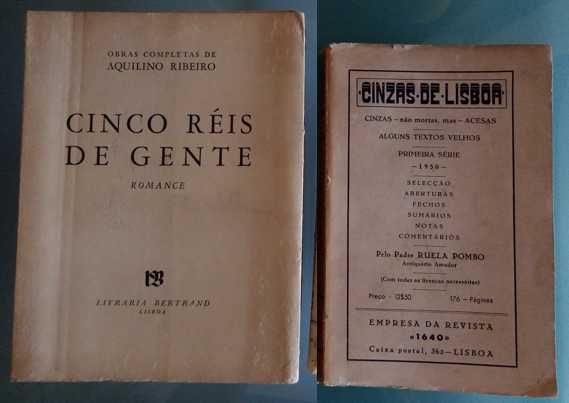 OBRAS COMPLETAS DE
AQUILINO RIBEIRO
CINCO RÉIS
DE GENTE
ROMANCE
LIVRARIA BERTRAND
LISBOA
CINZAS·DE·LISBOA
CINZAS – não mortas, mas – ACESAS
ALGUNS TEXTOS VELHOS
PRIMEIRA SÉRIE
– 1950 –
SELECÇÃO
ABERTURAS
FECHOS
SUMÁRIOS
NOTAS
COMENTÁRIOS
Pelo Padre RUELA POMBO
Antiquário Amador
(Com todas as licenças necessárias)
Preço - 12$50 176 – Páginas
EMPRESA DA REVISTA
«1640»
Caixa postal, 362 – LISBOA